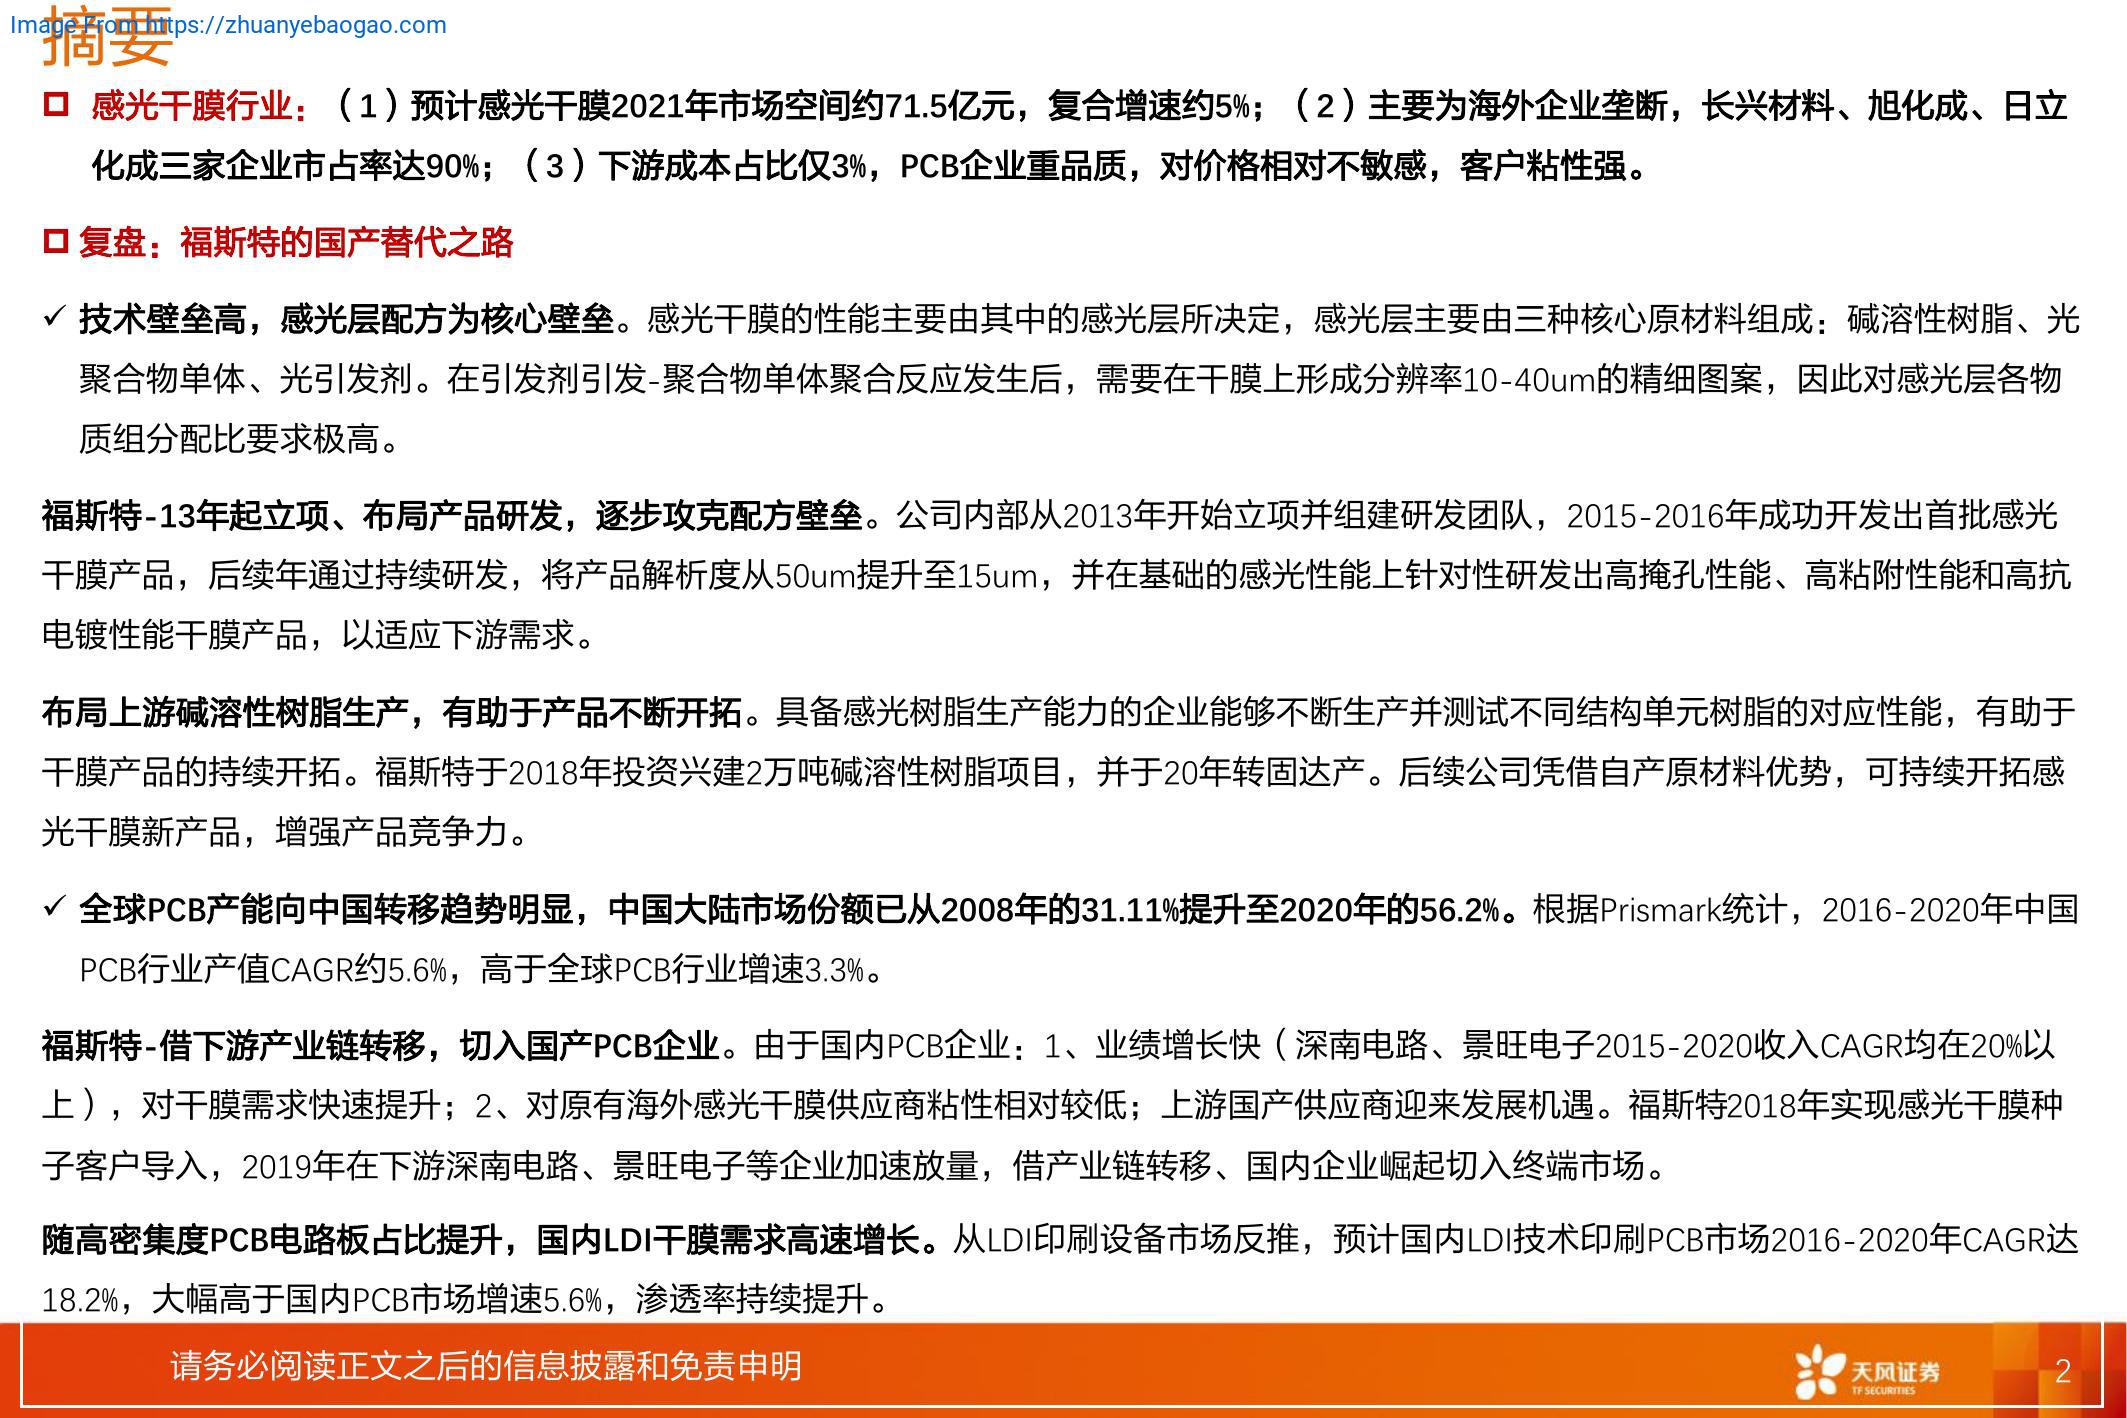 Image From https://zhuanyebaogao.com
摘要
感光干膜行业：（1）预计感光干膜2021年市场空间约71.5亿元，复合增速约5%；（2）主要为海外企业垄断，长兴材料、旭化成、日立
化成三家企业市占率达90%；（3）下游成本占比仅3%，PCB企业重品质，对价格相对不敏感，客户粘性强。
复盘：福斯特的国产替代之路
✓ 技术壁垒高，感光层配方为核心壁垒。感光干膜的性能主要由其中的感光层所决定，感光层主要由三种核心原材料组成：碱溶性树脂、光
聚合物单体、光引发剂。在引发剂引发-聚合物单体聚合反应发生后，需要在干膜上形成分辨率10-40um的精细图案，因此对感光层各物
质组分配比要求极高。
福斯特-13年起立项、布局产品研发，逐步攻克配方壁垒。公司内部从2013年开始立项并组建研发团队，2015-2016年成功开发出首批感光
干膜产品，后续年通过持续研发，将产品解析度从50um提升至15um，并在基础的感光性能上针对性研发出高掩孔性能、高粘附性能和高抗
电镀性能干膜产品，以适应下游需求。
布局上游碱溶性树脂生产，有助于产品不断开拓。具备感光树脂生产能力的企业能够不断生产并测试不同结构单元树脂的对应性能，有助于
干膜产品的持续开拓。福斯特于2018年投资兴建2万吨碱溶性树脂项目，并于20年转固达产。后续公司凭借自产原材料优势，可持续开拓感
光干膜新产品，增强产品竞争力。
✓ 全球PCB产能向中国转移趋势明显，中国大陆市场份额已从2008年的31.11%提升至2020年的56.2%。根据Prismark统计，2016-2020年中国
PCB行业产值CAGR约5.6%，高于全球PCB行业增速3.3%。
福斯特-借下游产业链转移，切入国产PCB企业。由于国内PCB企业：1、业绩增长快（深南电路、景旺电子2015-2020收入CAGR均在20%以
上），对干膜需求快速提升；2、对原有海外感光干膜供应商粘性相对较低；上游国产供应商迎来发展机遇。福斯特2018年实现感光干膜种
子客户导入，2019年在下游深南电路、景旺电子等企业加速放量，借产业链转移、国内企业崛起切入终端市场。
随高密集度PCB电路板占比提升，国内LDI干膜需求高速增长。从LDI印刷设备市场反推，预计国内LDI技术印刷PCB市场2016-2020年CAGR达
18.2%，大幅高于国内PCB市场增速5.6%，渗透率持续提升。
请务必阅读正文之后的信息披露和免责申明
天风证券
TF SECURITIES
2